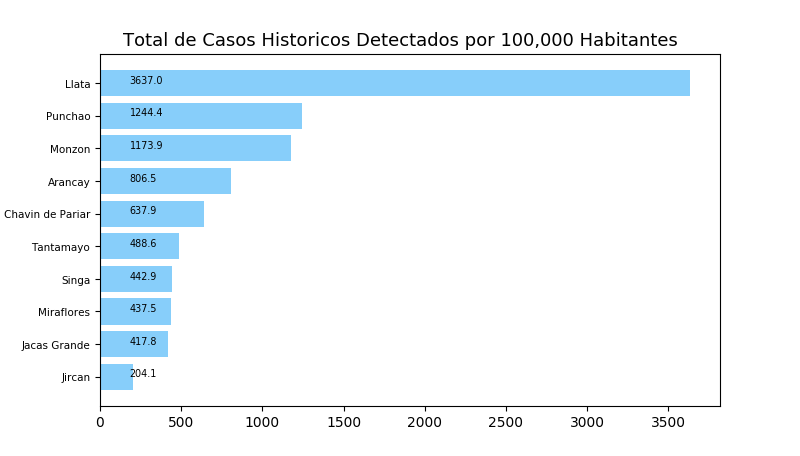 Total de Casos Historicos Detectados por 100,000 Habitantes
Llata 3637.0
Punchao 1244.4
Monzon 1173.9
Arancay 806.5
Chavin de Pariar 637.9
Tantamayo 488.6
Singa 442.9
Miraflores 437.5
Jacas Grande 417.8
Jircan 204.1
0 500 1000 1500 2000 2500 3000 3500